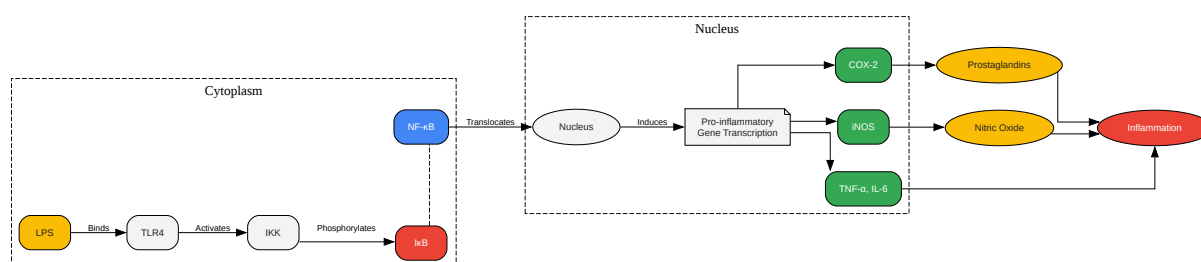 Nucleus
Cytoplasm
COX-2
Prostaglandins
NF-κB
Translocates
Nucleus
Induces
Pro-inflammatory
Gene Transcription
iNOS
Nitric Oxide
Inflammation
TNF-α, IL-6
LPS
Binds
TLR4
Activates
IKK
Phosphorylates
IκB